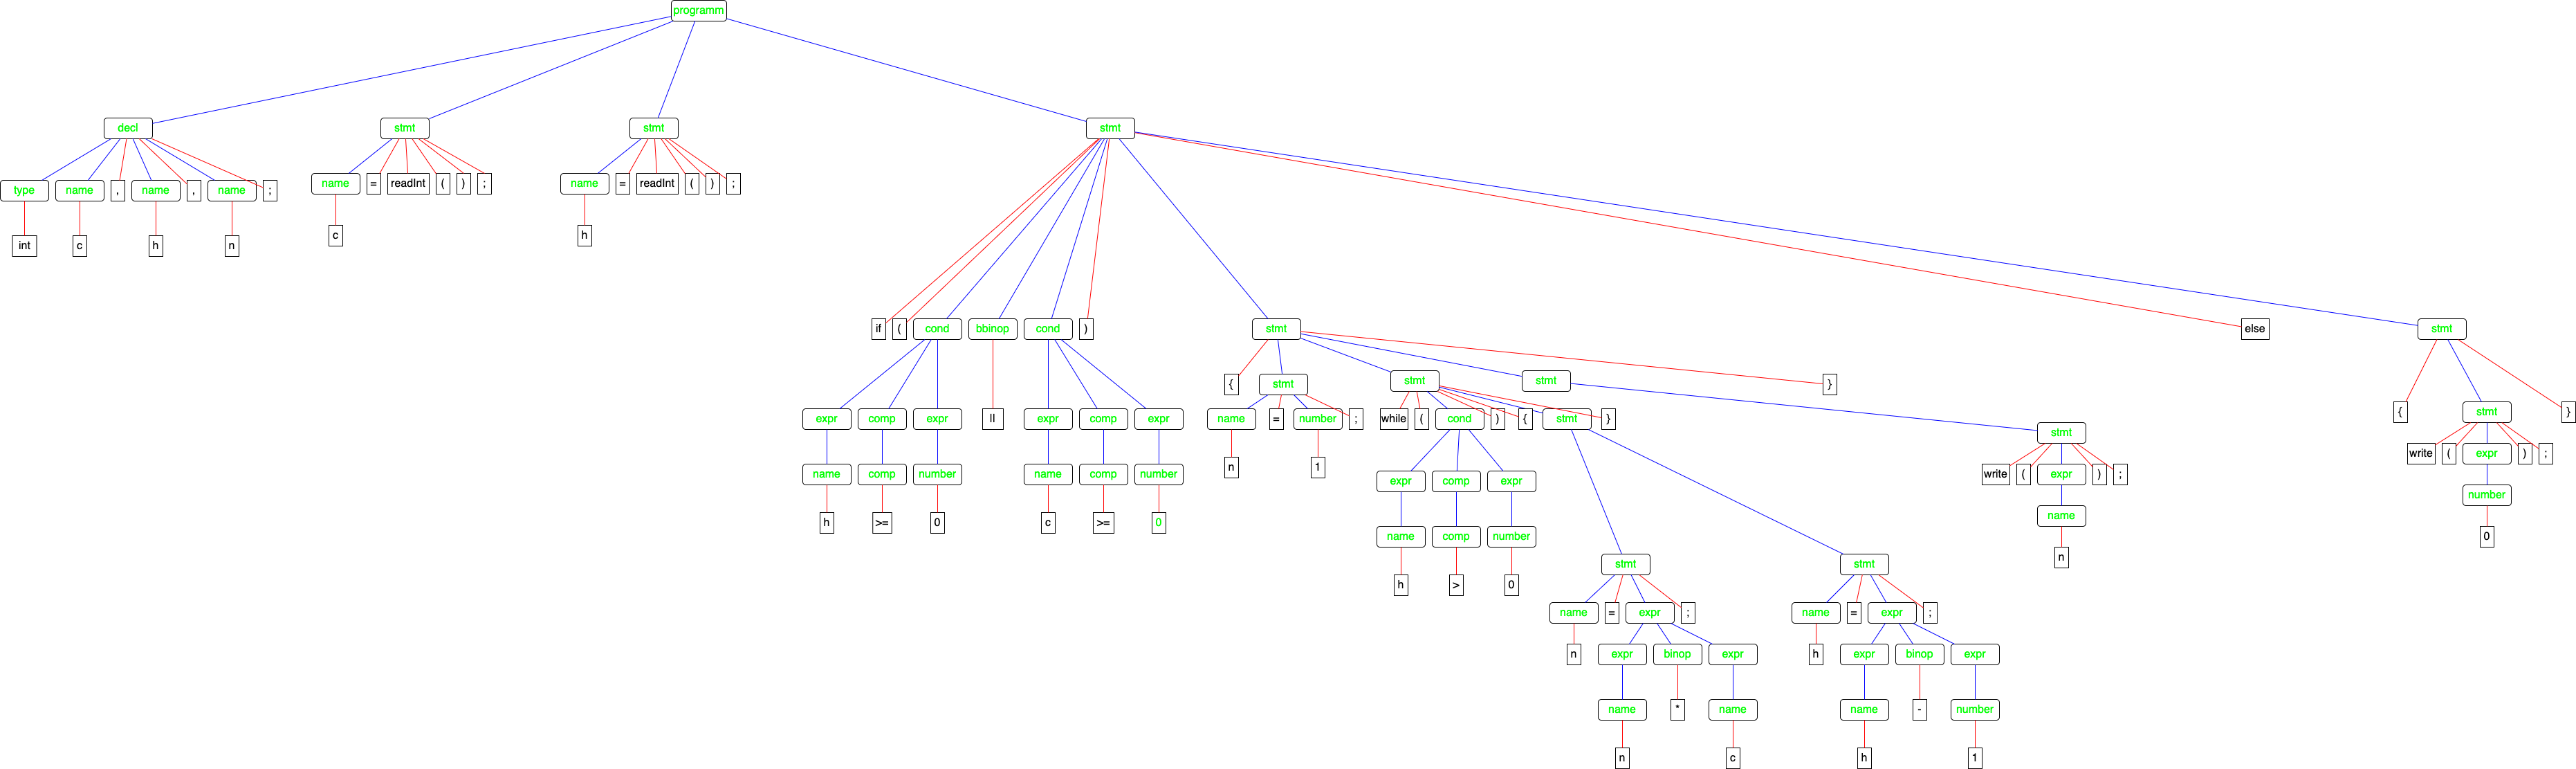 programm
decl stmt stmt stmt
type name , name , name ; name = readInt ( ) ; name = readInt ( ) ;
int c h n c h
if ( cond bbinop cond ) stmt else stmt
{ stmt stmt stmt }
expr comp expr || expr comp expr name = number ; while ( cond ) { stmt } { stmt }
stmt
name comp number name comp number n 1 expr comp expr write ( expr ) ; write ( expr ) ;
h >= 0 c >= 0 name number
name comp number n 0
stmt stmt
h > 0
name = expr ; name = expr ;
n expr binop expr h expr binop expr
name * name name - number
n c h 1